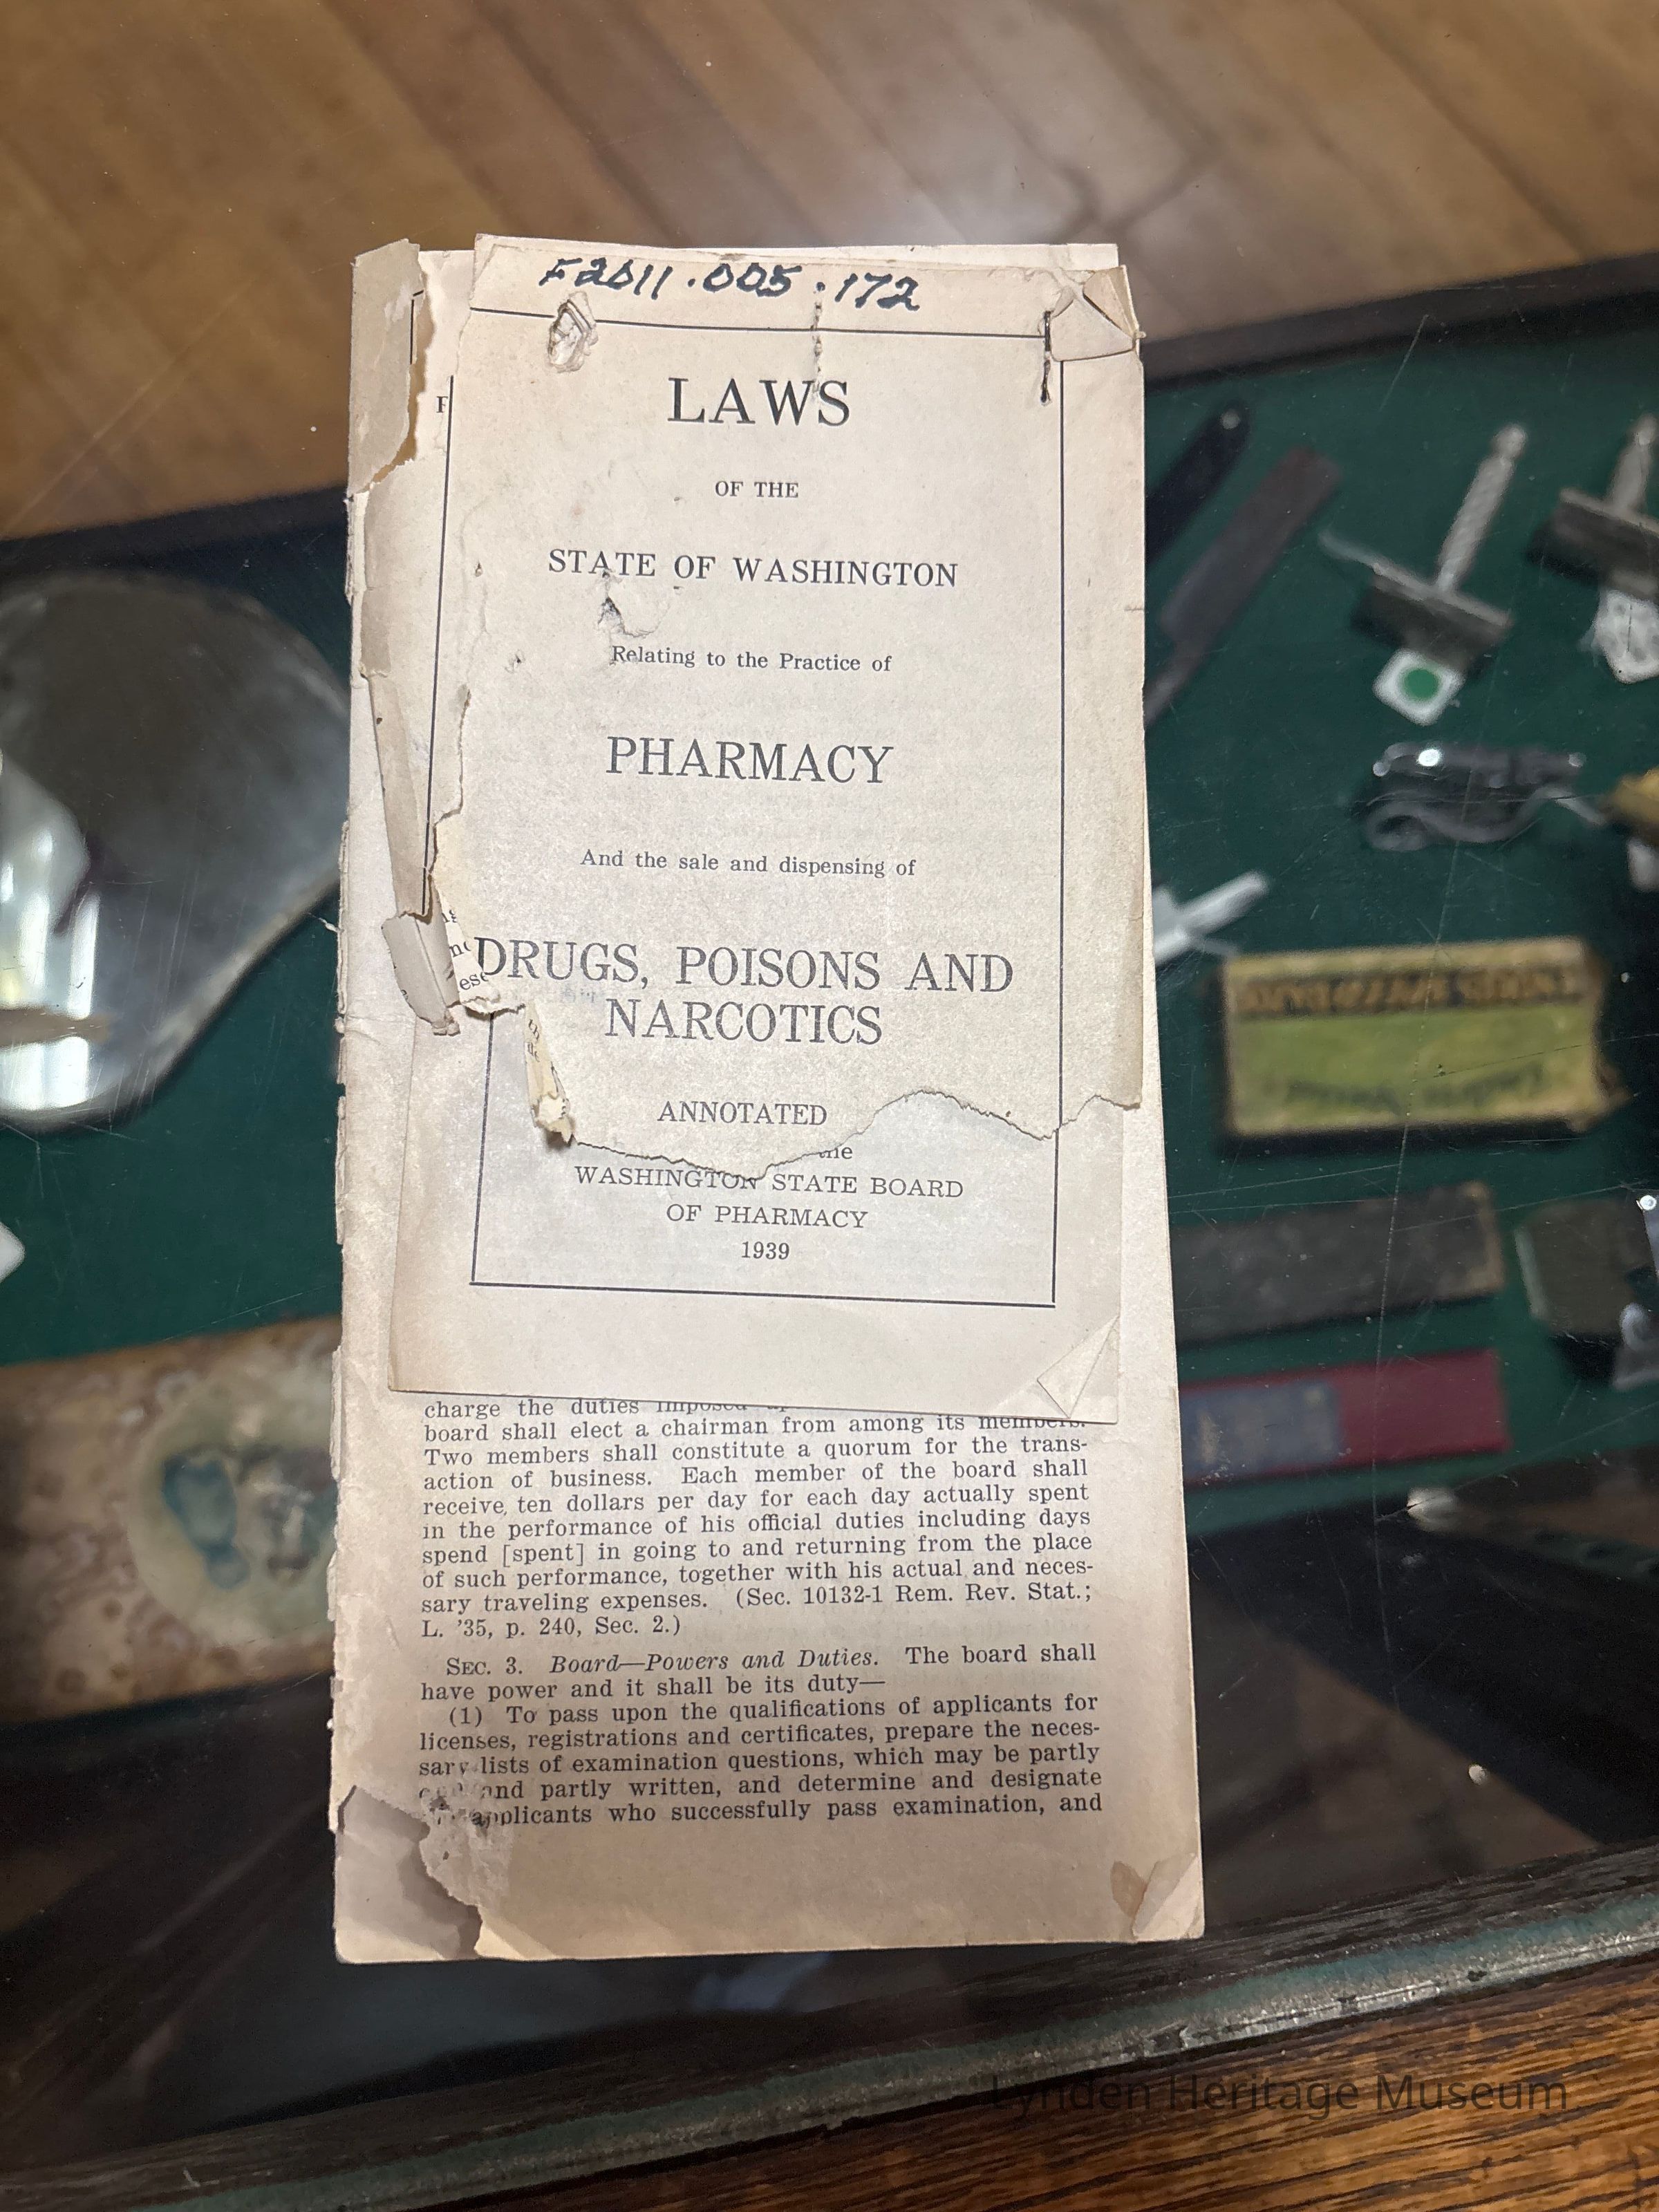 F2011.005.172
LAWS
OF THE
STATE OF WASHINGTON
Relating to the Practice of
PHARMACY
And the sale and dispensing of
DRUGS, POISONS AND
NARCOTICS
ANNOTATED
the
WASHINGTON STATE BOARD
OF PHARMACY
1939
charge the duties imposed
board shall elect a chairman from among its members.
Two members shall constitute a quorum for the trans-
action of business. Each member of the board shall
receive ten dollars per day for each day actually spent
in the performance of his official duties including days
spend [spent] in going to and returning from the place
of such performance, together with his actual and neces-
sary traveling expenses. (Sec. 10132-1 Rem. Rev. Stat.;
L. '35, p. 240, Sec. 2.)
SEC. 3. Board—Powers and Duties. The board shall
have power and it shall be its duty—
(1) To pass upon the qualifications of applicants for
licenses, registrations and certificates, prepare the neces-
sary lists of examination questions, which may be partly
and partly written, and determine and designate
applicants who successfully pass examination, and
Lynden Heritage Museum